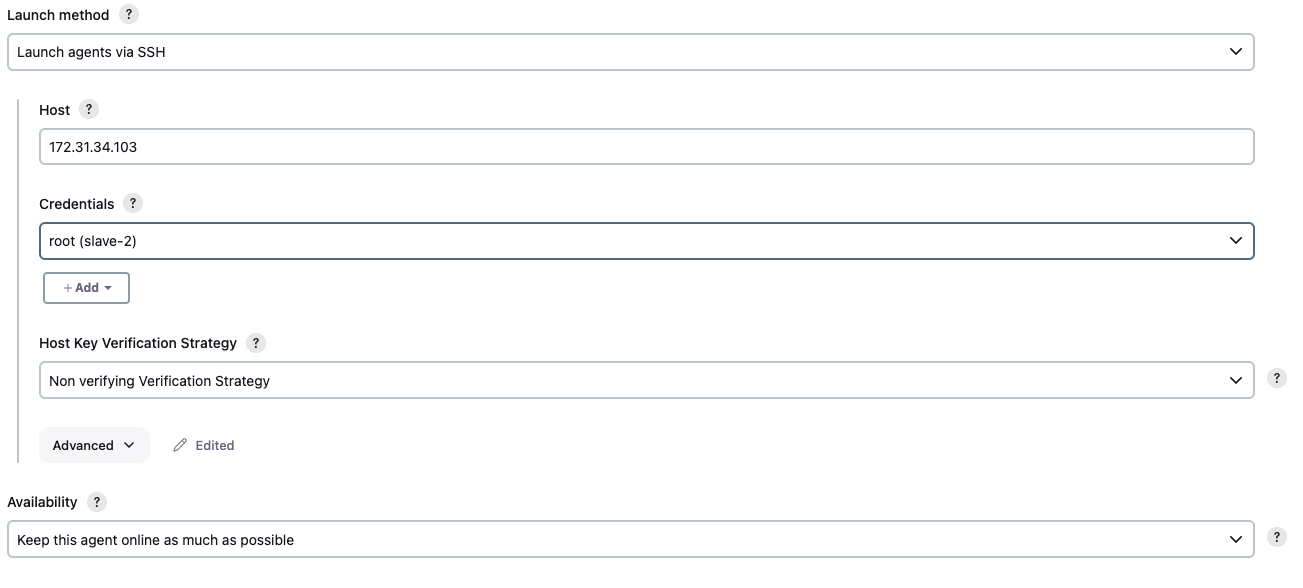 Launch method ?
Launch agents via SSH
Host ?
172.31.34.103
Credentials ?
root (slave-2)
+ Add
Host Key Verification Strategy ?
Non verifying Verification Strategy
?
Advanced
Edited
Availability ?
Keep this agent online as much as possible
?